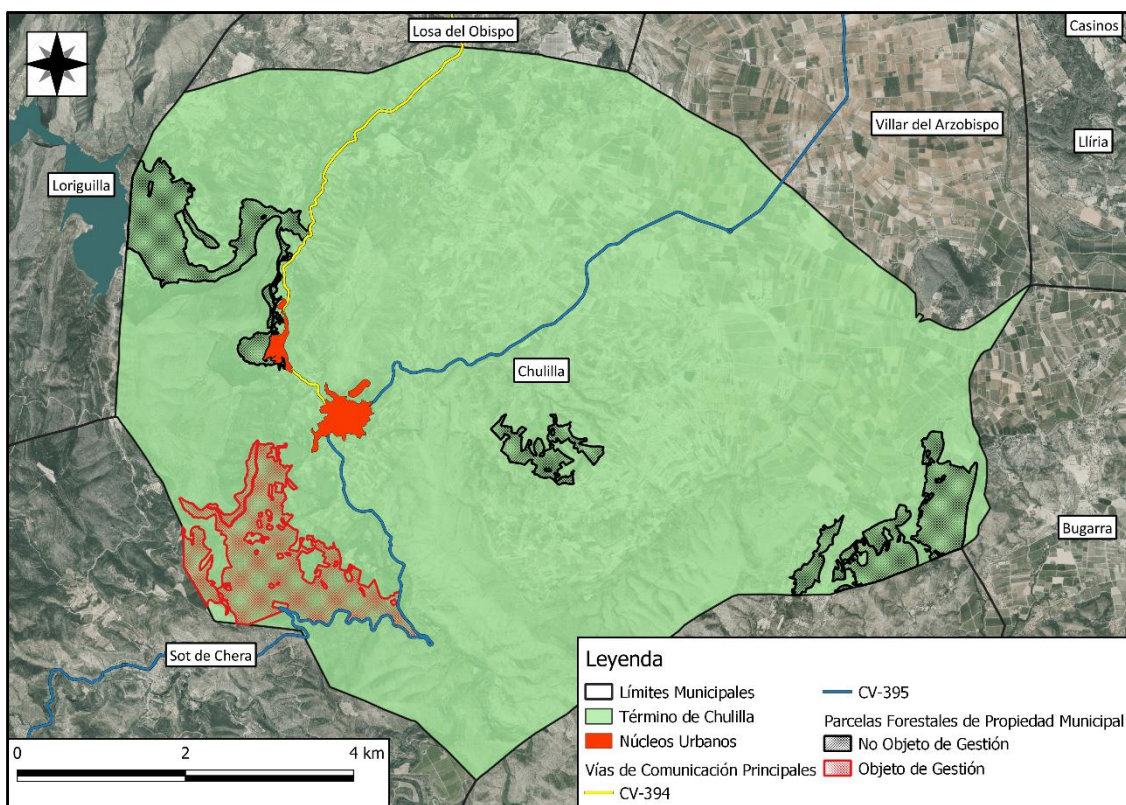 Losa del Obispo
Casinos
Villar del Arzobispo
Llíria
Loriguilla
Chulilla
Bugarra
Sot de Chera
0 2 4 km
Leyenda
Límites Municipales
Término de Chulilla
Núcleos Urbanos
Vías de Comunicación Principales
CV-394
CV-395
Parcelas Forestales de Propiedad Municipal
No Objeto de Gestión
Objeto de Gestión